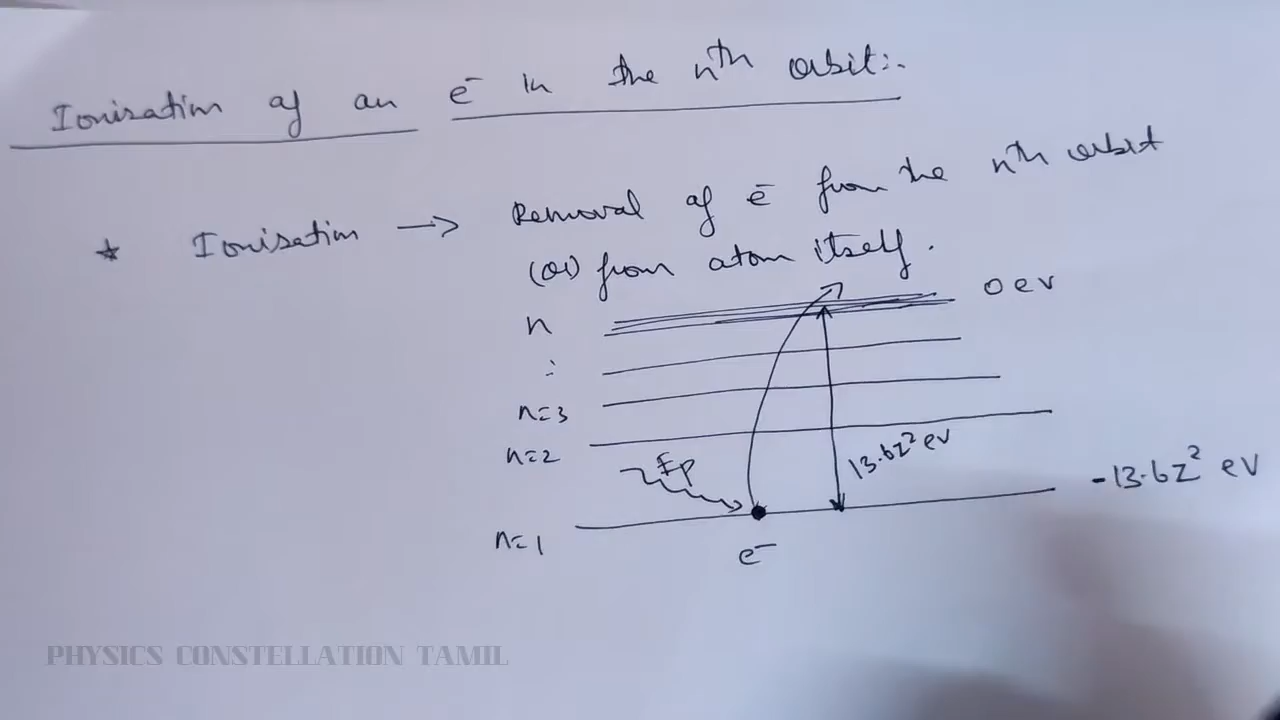 Ionisation of an e⁻ in the nth orbit:-
* Ionisation → Removal of e⁻ from the nth orbit
(or) from atom itself.
n 0 ev
:
n=3
n=2
Ep 13.6Z² ev
-13.6Z² eV
n=1
e⁻
PHYSICS CONSTELLATION TAMIL